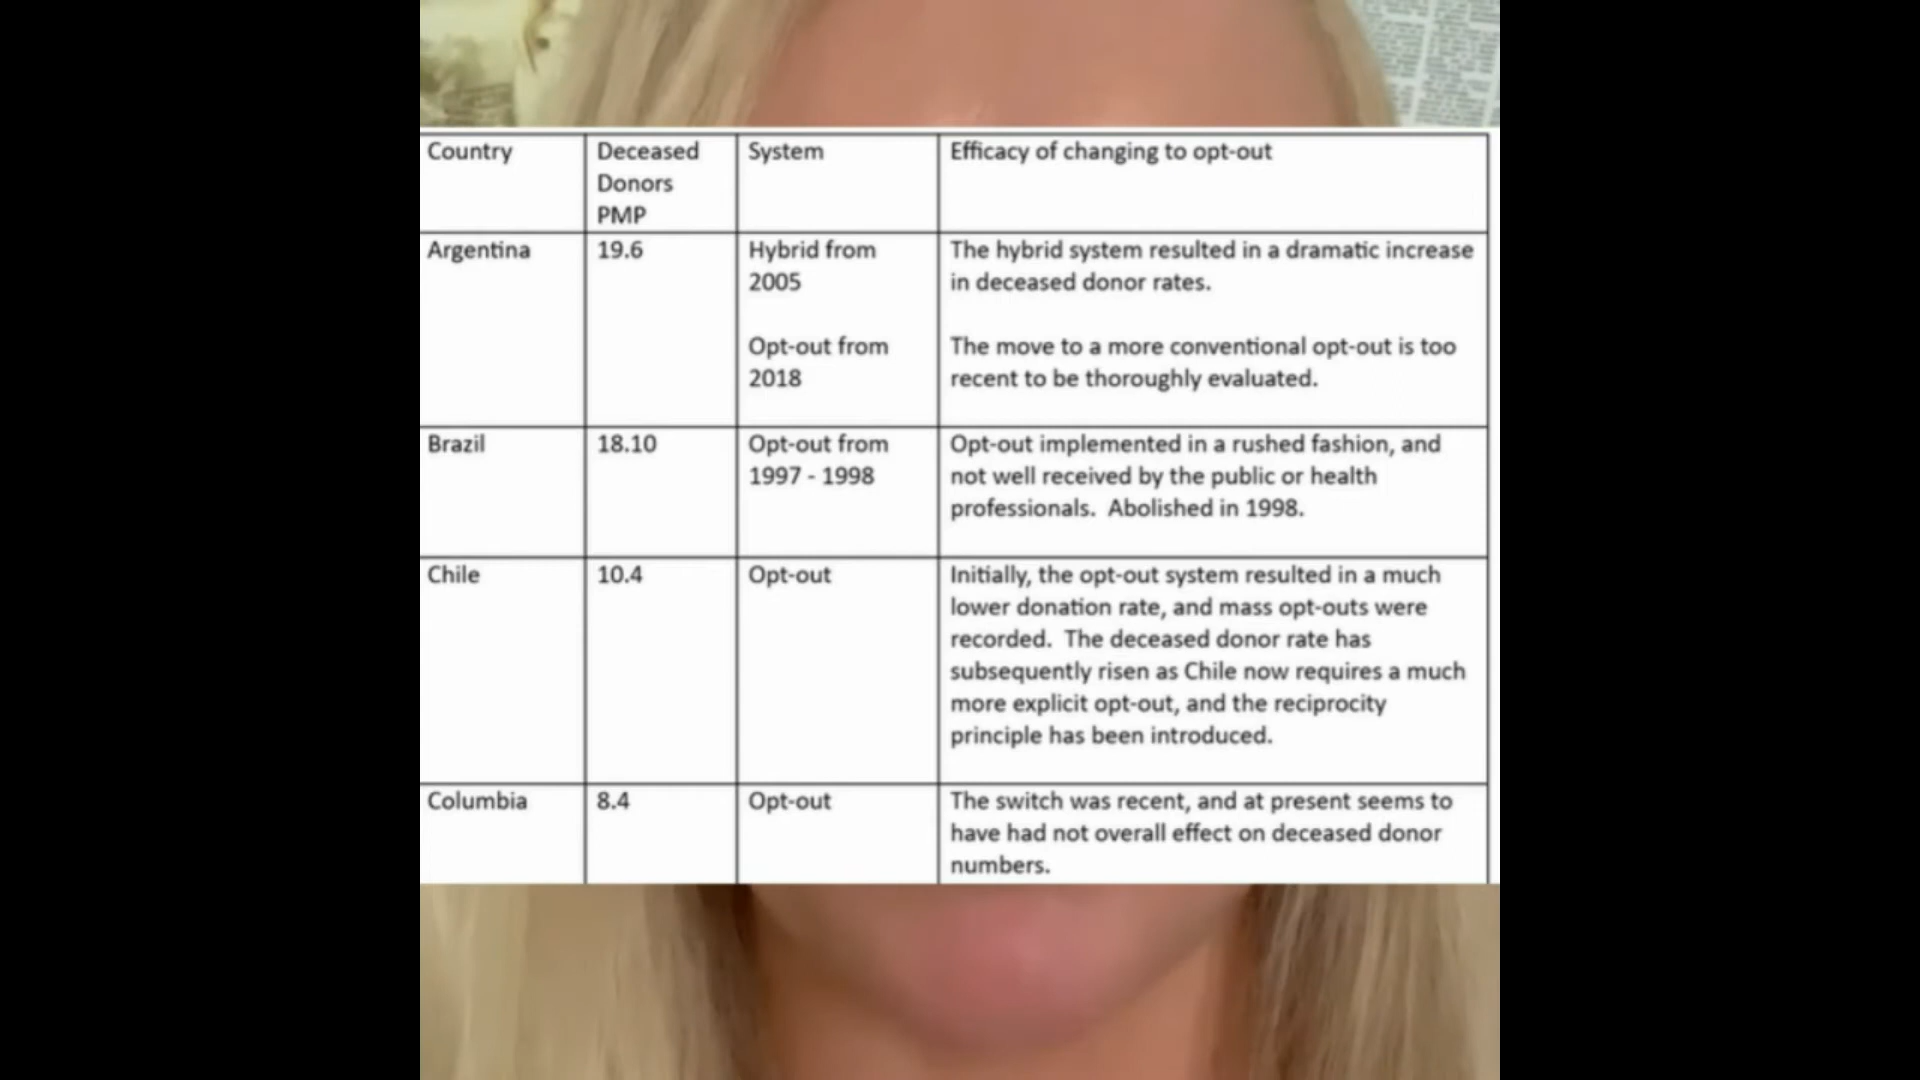 Country
Deceased
Donors
PMP
System
Efficacy of changing to opt-out
Argentina
19.6
Hybrid from
2005
Opt-out from
2018
The hybrid system resulted in a dramatic increase
in deceased donor rates.
The move to a more conventional opt-out is too
recent to be thoroughly evaluated.
Brazil
18.10
Opt-out from
1997 - 1998
Opt-out implemented in a rushed fashion, and
not well received by the public or health
professionals. Abolished in 1998.
Chile
10.4
Opt-out
Initially, the opt-out system resulted in a much
lower donation rate, and mass opt-outs were
recorded. The deceased donor rate has
subsequently risen as Chile now requires a much
more explicit opt-out, and the reciprocity
principle has been introduced.
Columbia
8.4
Opt-out
The switch was recent, and at present seems to
have had not overall effect on deceased donor
numbers.